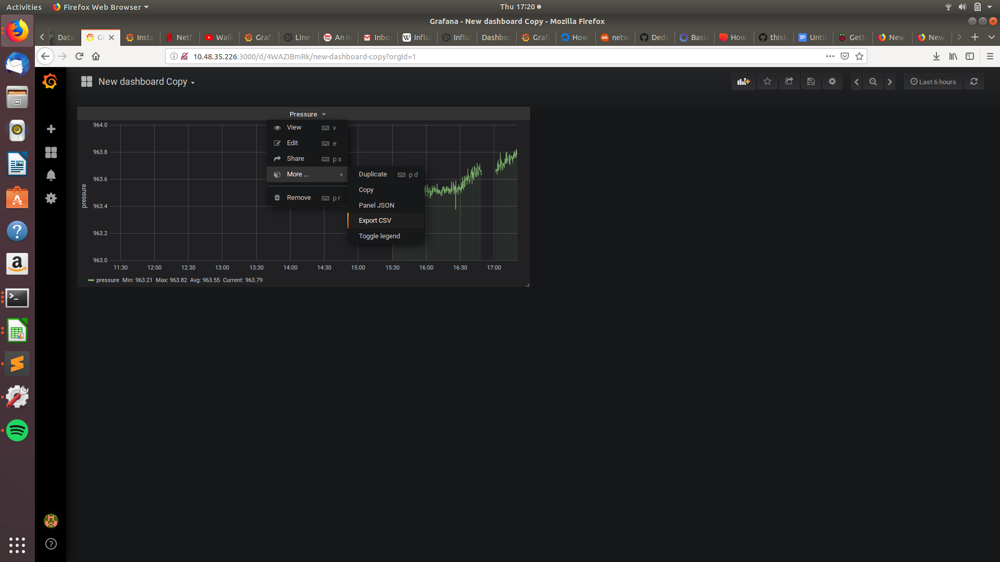 Activities Firefox Web Browser Thu 17:20
Grafana - New dashboard Copy - Mozilla Firefox
Data Gr Insta Netfl Walk Grafa Line An In Inbo Influ Influ Dashbo Grafa How netw Dedo Basic How thisb Untit Getti New New
10.48.35.226:3000/d/4WAZIBmRk/new-dashboard-copy?orgId=1
New dashboard Copy Last 6 hours
Pressure
964.0
963.8
963.6
963.4
963.2
963.0
pressure
View v
Edit e
Share p s
More ...
Remove p r
Duplicate p d
Copy
Panel JSON
Export CSV
Toggle legend
11:30 12:00 12:30 13:00 13:30 14:00 14:30 15:00 15:30 16:00 16:30 17:00
pressure Min: 963.21 Max: 963.82 Avg: 963.55 Current: 963.79